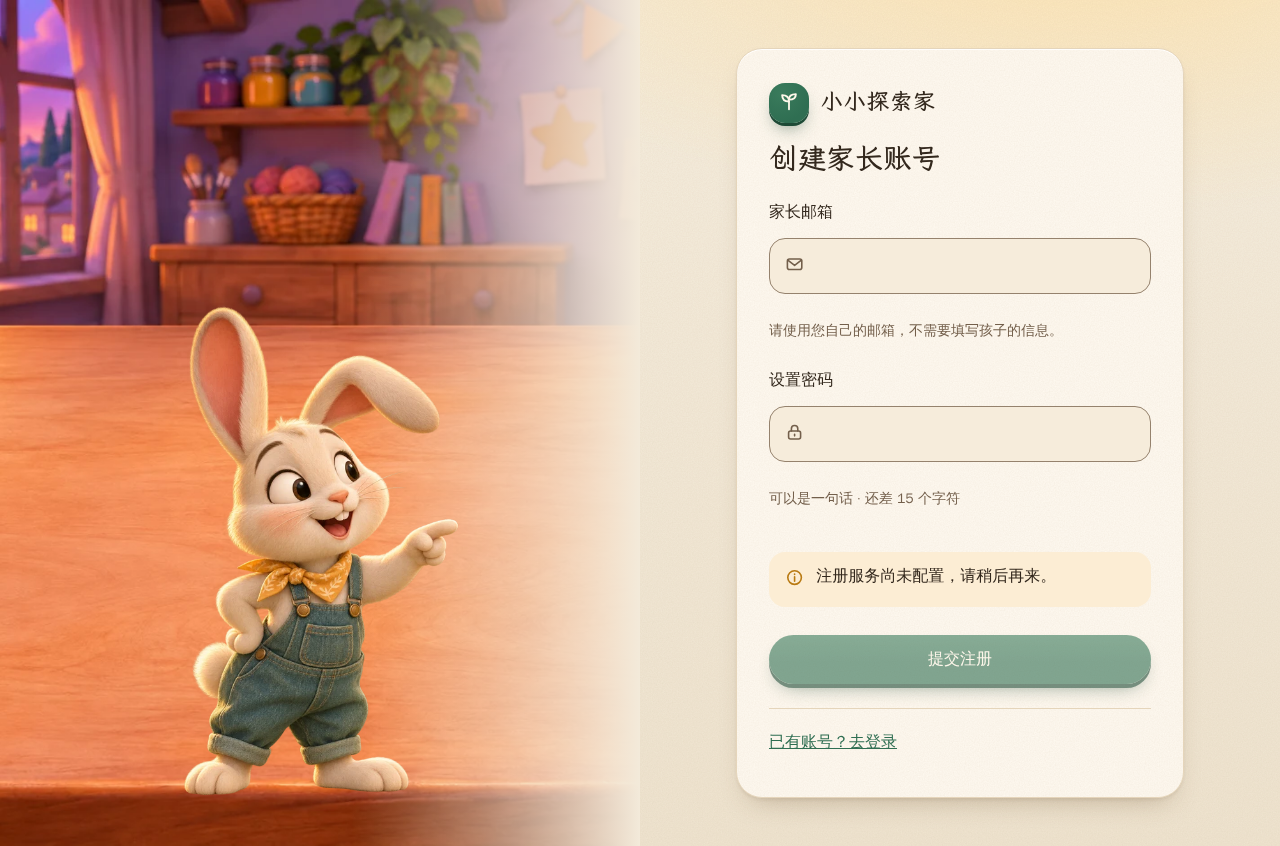 小小探索家
创建家长账号
家长邮箱
请使用您自己的邮箱，不需要填写孩子的信息。
设置密码
可以是一句话 · 还差 15 个字符
注册服务尚未配置，请稍后再来。
提交注册
已有账号？去登录